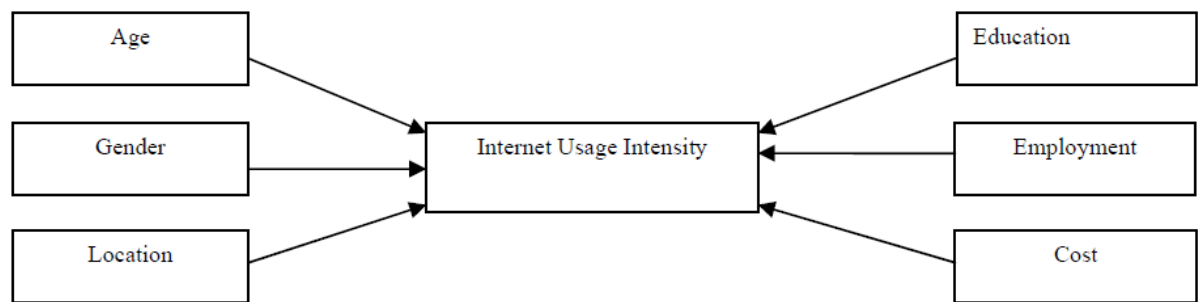 Age
Education
Gender
Internet Usage Intensity
Employment
Location
Cost